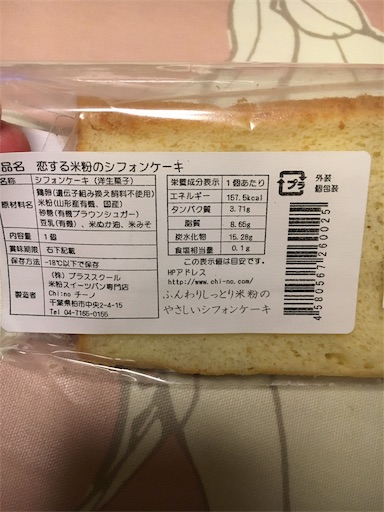 品名 恋する米粉のシフォンケーキ
名称 シフォンケーキ(洋生菓子)
原材料名 鶏卵(遺伝子組み換え飼料不使用)
米粉(山形産有機、国産)
砂糖(有機ブラウンシュガー)
豆乳(有機)、米ぬか油、米みそ
内容量 1個
賞味期限 右下記載
保存方法 -18℃以下で保存
製造者 (株)プラススクール
米粉スイーツパン専門店
Chi:no チーノ
千葉県柏市中央2-4-15
Tel 04-7165-0155
栄養成分表示 1個あたり
エネルギー 157.5kcal
タンパク質 3.71g
脂質 8.65g
炭水化物 15.28g
食塩相当量 0.1g
この表示値は目安です。
HPアドレス
http://www.chi-no.com/
ふんわりしっとり米粉の
やさしいシフォンケーキ
プラ
外装
個包装
4580567260025